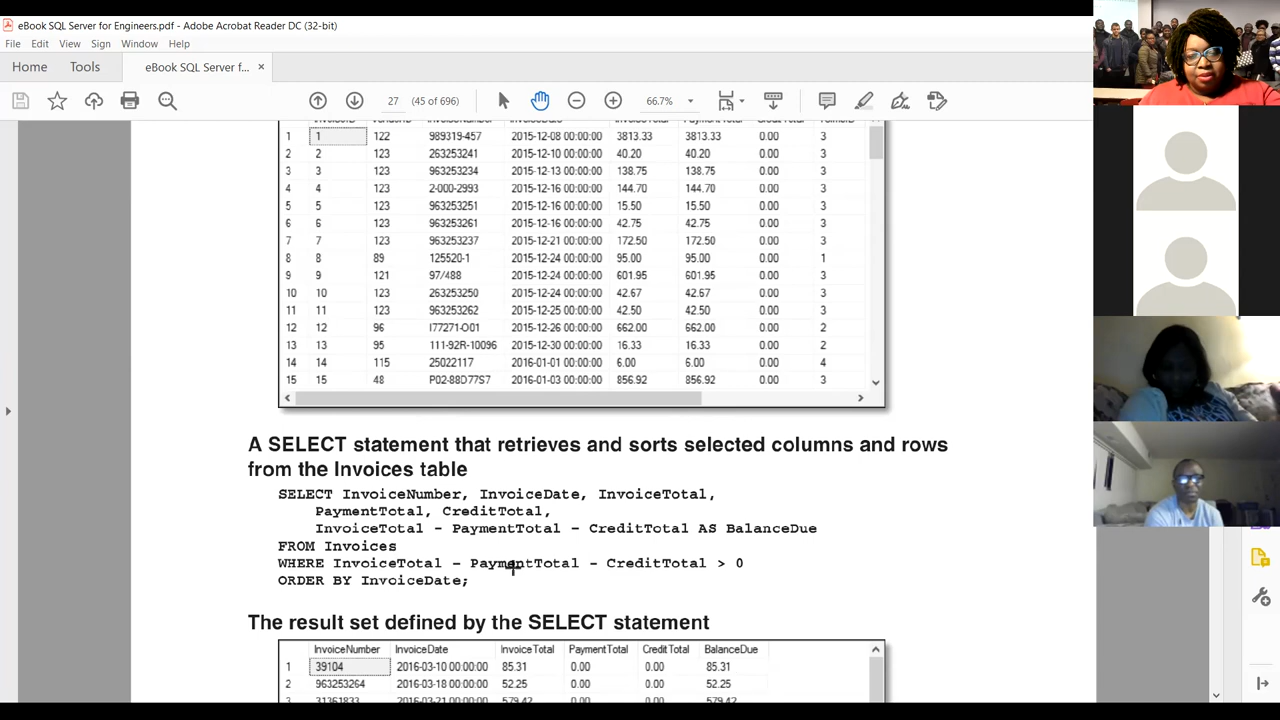 eBook SQL Server for Engineers.pdf - Adobe Acrobat Reader DC (32-bit)
File Edit View Sign Window Help
Home Tools eBook SQL Server f... ×
(45 of 696) 66.7%
1 1 122 989319-457 2015-12-08 00:00:00 3813.33 3813.33 0.00 3
2 2 123 263253241 2015-12-10 00:00:00 40.20 40.20 0.00 3
3 3 123 963253234 2015-12-13 00:00:00 138.75 138.75 0.00 3
4 4 123 2-000-2993 2015-12-16 00:00:00 144.70 144.70 0.00 3
5 5 123 963253251 2015-12-16 00:00:00 15.50 15.50 0.00 3
6 6 123 963253261 2015-12-16 00:00:00 42.75 42.75 0.00 3
7 7 123 963253237 2015-12-21 00:00:00 172.50 172.50 0.00 3
8 8 89 125520-1 2015-12-24 00:00:00 95.00 95.00 0.00 1
9 9 121 97/488 2015-12-24 00:00:00 601.95 601.95 0.00 3
10 10 123 263253250 2015-12-24 00:00:00 42.67 42.67 0.00 3
11 11 123 963253262 2015-12-25 00:00:00 42.50 42.50 0.00 3
12 12 96 I77271-O01 2015-12-26 00:00:00 662.00 662.00 0.00 2
13 13 95 111-92R-10096 2015-12-30 00:00:00 16.33 16.33 0.00 2
14 14 115 25022117 2016-01-01 00:00:00 6.00 6.00 0.00 4
15 15 48 P02-88D77S7 2016-01-03 00:00:00 856.92 856.92 0.00 3
A SELECT statement that retrieves and sorts selected columns and rows
from the Invoices table
SELECT InvoiceNumber, InvoiceDate, InvoiceTotal,
PaymentTotal, CreditTotal,
InvoiceTotal - PaymentTotal - CreditTotal AS BalanceDue
FROM Invoices
WHERE InvoiceTotal - PaymentTotal - CreditTotal > 0
ORDER BY InvoiceDate;
The result set defined by the SELECT statement
InvoiceNumber InvoiceDate InvoiceTotal PaymentTotal CreditTotal BalanceDue
1 39104 2016-03-10 00:00:00 85.31 0.00 0.00 85.31
2 963253264 2016-03-18 00:00:00 52.25 0.00 0.00 52.25